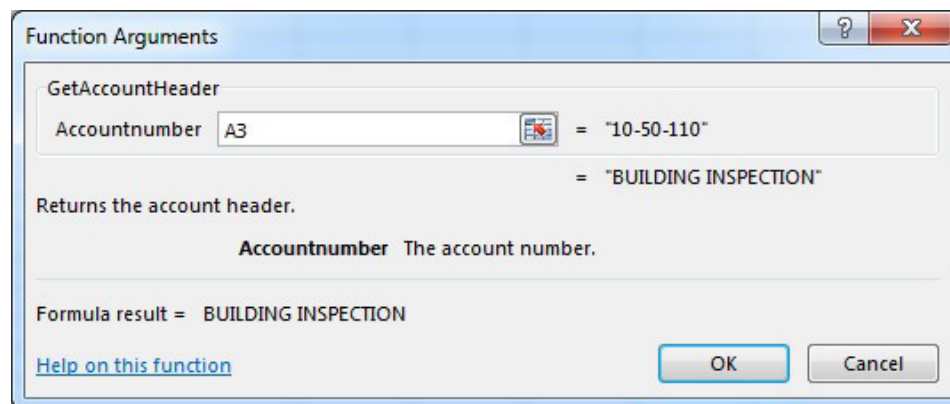 Function Arguments
? X
GetAccountHeader
Accountnumber A3 = "10-50-110"
= "BUILDING INSPECTION"
Returns the account header.
Accountnumber The account number.
Formula result = BUILDING INSPECTION
Help on this function OK Cancel